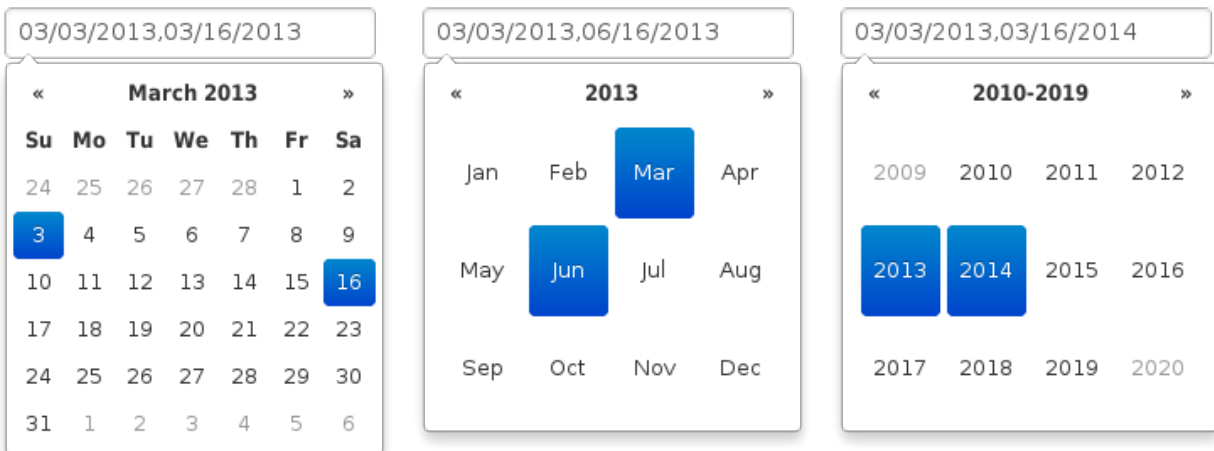 03/03/2013,03/16/2013
« March 2013 »
Su Mo Tu We Th Fr Sa
24 25 26 27 28 1 2
3 4 5 6 7 8 9
10 11 12 13 14 15 16
17 18 19 20 21 22 23
24 25 26 27 28 29 30
31 1 2 3 4 5 6
03/03/2013,06/16/2013
« 2013 »
Jan Feb Mar Apr
May Jun Jul Aug
Sep Oct Nov Dec
03/03/2013,03/16/2014
« 2010-2019 »
2009 2010 2011 2012
2013 2014 2015 2016
2017 2018 2019 2020